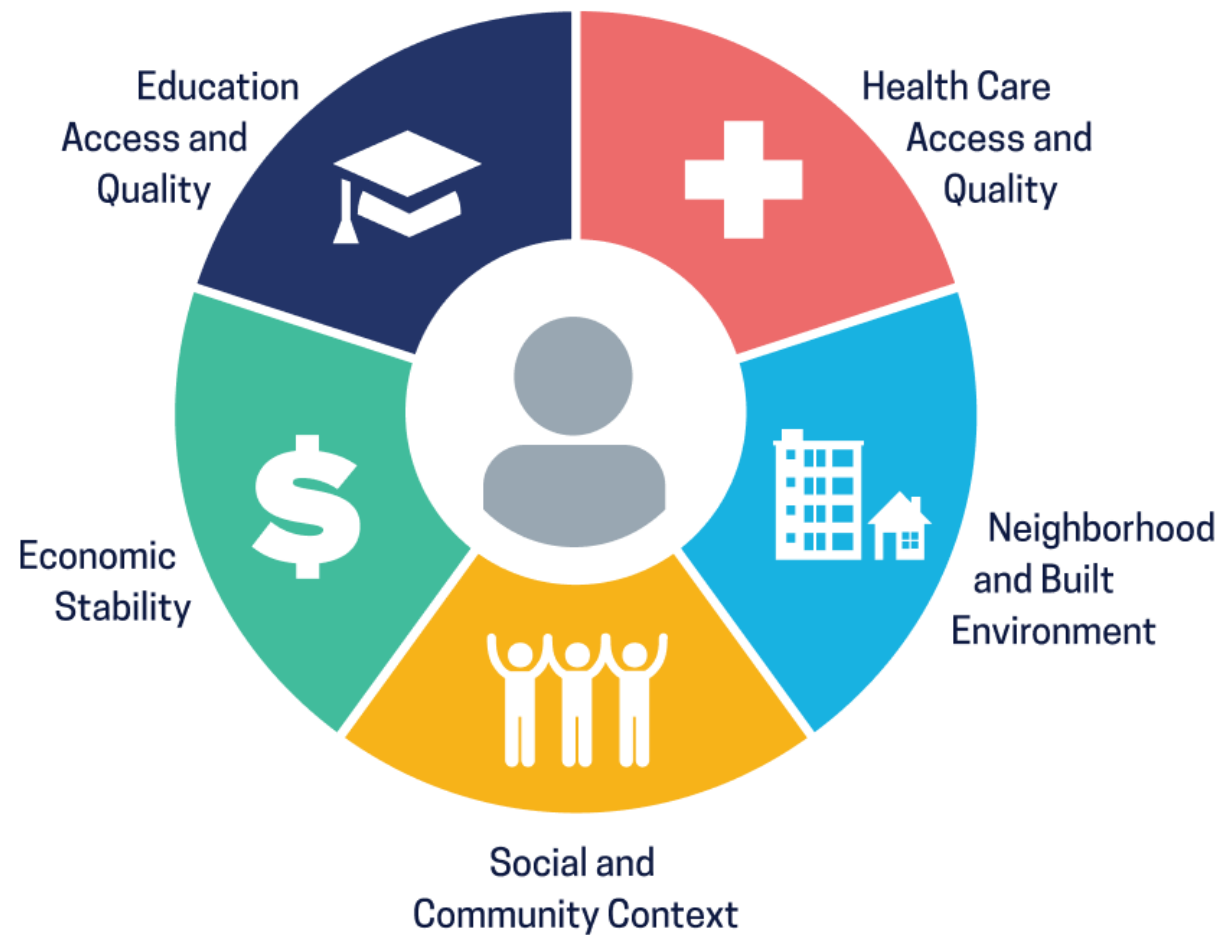 Education
Access and
Quality
Health Care
Access and
Quality
Economic
Stability
Neighborhood
and Built
Environment
Social and
Community Context